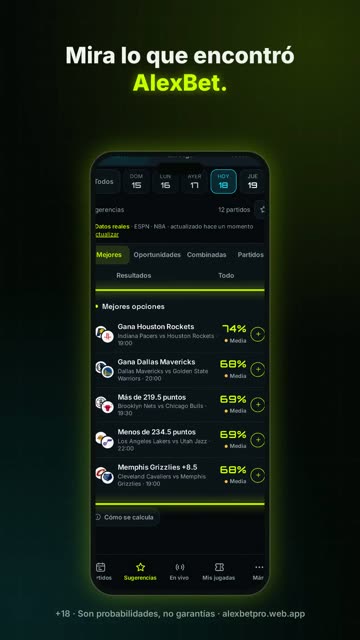 Mira lo que encontró
AlexBet.
Todos
DOM
15
LUN
16
AYER
17
HOY
18
JUE
19
gerencias
12 partidos
Datos reales · ESPN · NBA · actualizado hace un momento
ctualizar
Mejores
Oportunidades
Combinadas
Partidos
Resultados
Todo
Mejores opciones
Gana Houston Rockets
Indiana Pacers vs Houston Rockets ·
19:00
74%
Media
+
Gana Dallas Mavericks
Dallas Mavericks vs Golden State
Warriors · 20:00
68%
Media
+
Más de 219.5 puntos
Brooklyn Nets vs Chicago Bulls ·
19:30
69%
Media
+
Menos de 234.5 puntos
Los Angeles Lakers vs Utah Jazz ·
22:00
69%
Media
+
Memphis Grizzlies +8.5
Cleveland Cavaliers vs Memphis
Grizzlies · 19:00
68%
Media
+
Cómo se calcula
rtidos
Sugerencias
En vivo
Mis jugadas
Már
+18 · Son probabilidades, no garantías · alexbetpro.web.app